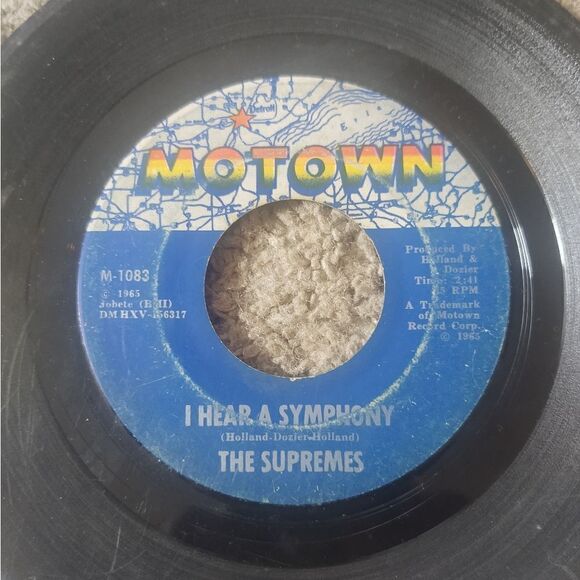 Detroit
MOTOWN
M-1083
© 1965
Jobete (BMI)
DM HXV-156317
Produced By
Holland &
Dozier
Time: 2:41
45 RPM
A Trademark
of Motown
Record Corp.
© 1965
I HEAR A SYMPHONY
(Holland-Dozier-Holland)
THE SUPREMES